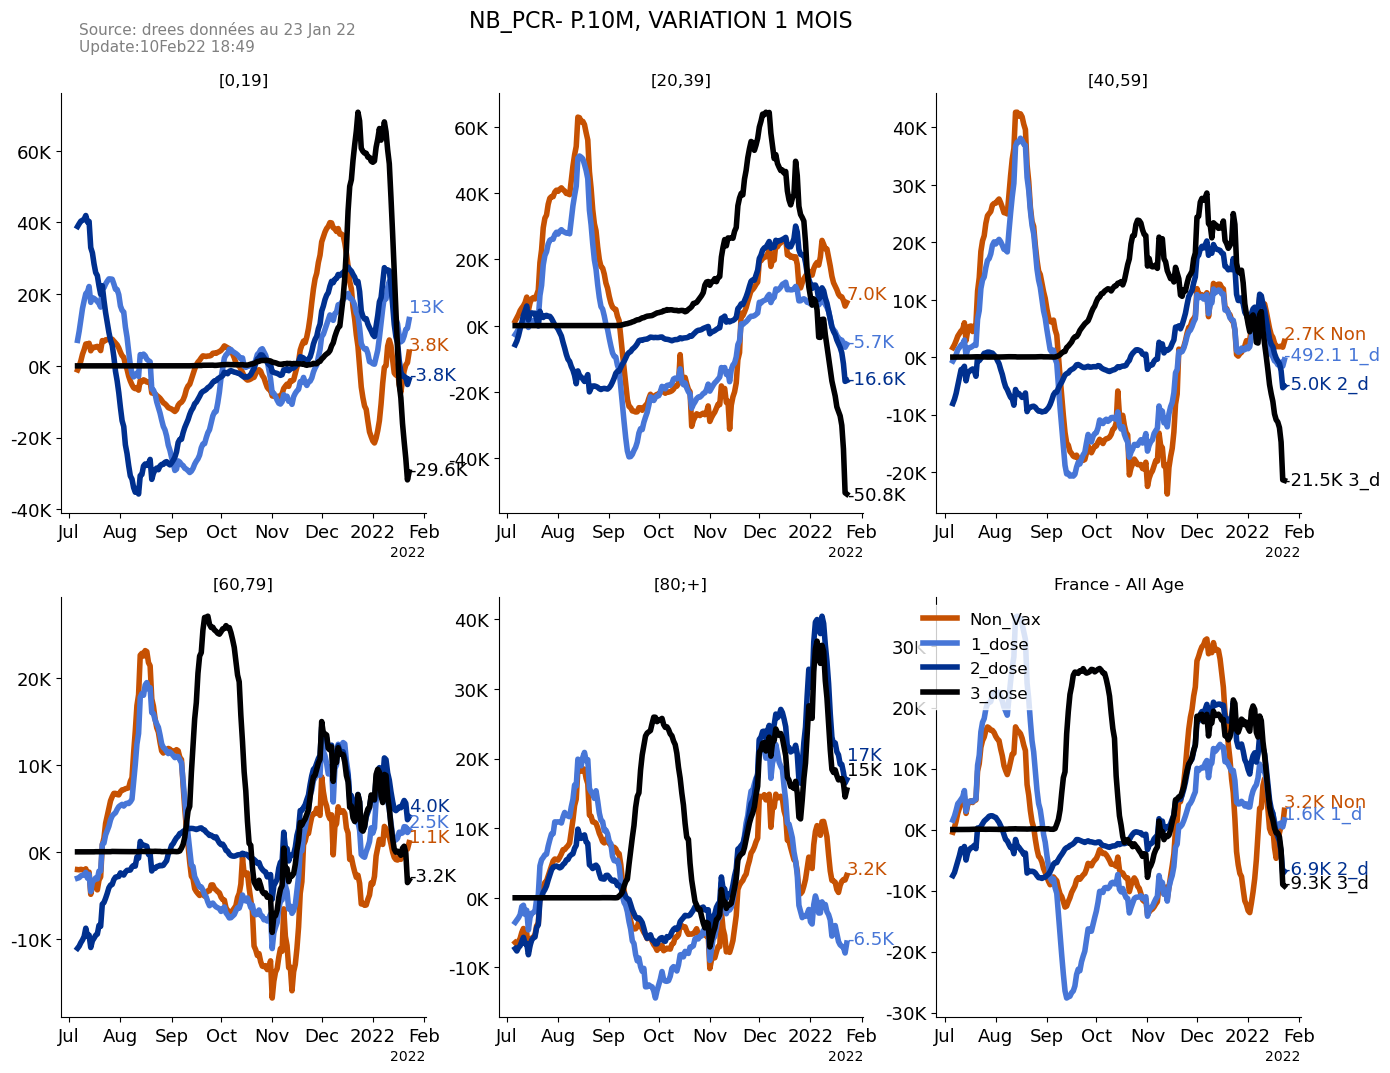 NB_PCR- P.10M, VARIATION 1 MOIS
Source: drees données au 23 Jan 22
Update:10Feb22 18:49
[0,19]
60K
40K
20K
0K
-20K
-40K
13K
3.8K
-3.8K
-29.6K
Jul Aug Sep Oct Nov Dec 2022 Feb
2022
[20,39]
60K
40K
20K
0K
-20K
-40K
7.0K
-5.7K
-16.6K
-50.8K
Jul Aug Sep Oct Nov Dec 2022 Feb
2022
[40,59]
40K
30K
20K
10K
0K
-10K
-20K
2.7K Non
-492.1 1_d
-5.0K 2_d
-21.5K 3_d
Jul Aug Sep Oct Nov Dec 2022 Feb
2022
[60,79]
20K
10K
0K
-10K
4.0K
2.5K
1.1K
-3.2K
Jul Aug Sep Oct Nov Dec 2022 Feb
2022
[80;+]
40K
30K
20K
10K
0K
-10K
17K
15K
3.2K
-6.5K
Jul Aug Sep Oct Nov Dec 2022 Feb
2022
France - All Age
Non_Vax
1_dose
2_dose
3_dose
30K
20K
10K
0K
-10K
-20K
-30K
3.2K Non
1.6K 1_d
-6.9K 2_d
-9.3K 3_d
Jul Aug Sep Oct Nov Dec 2022 Feb
2022